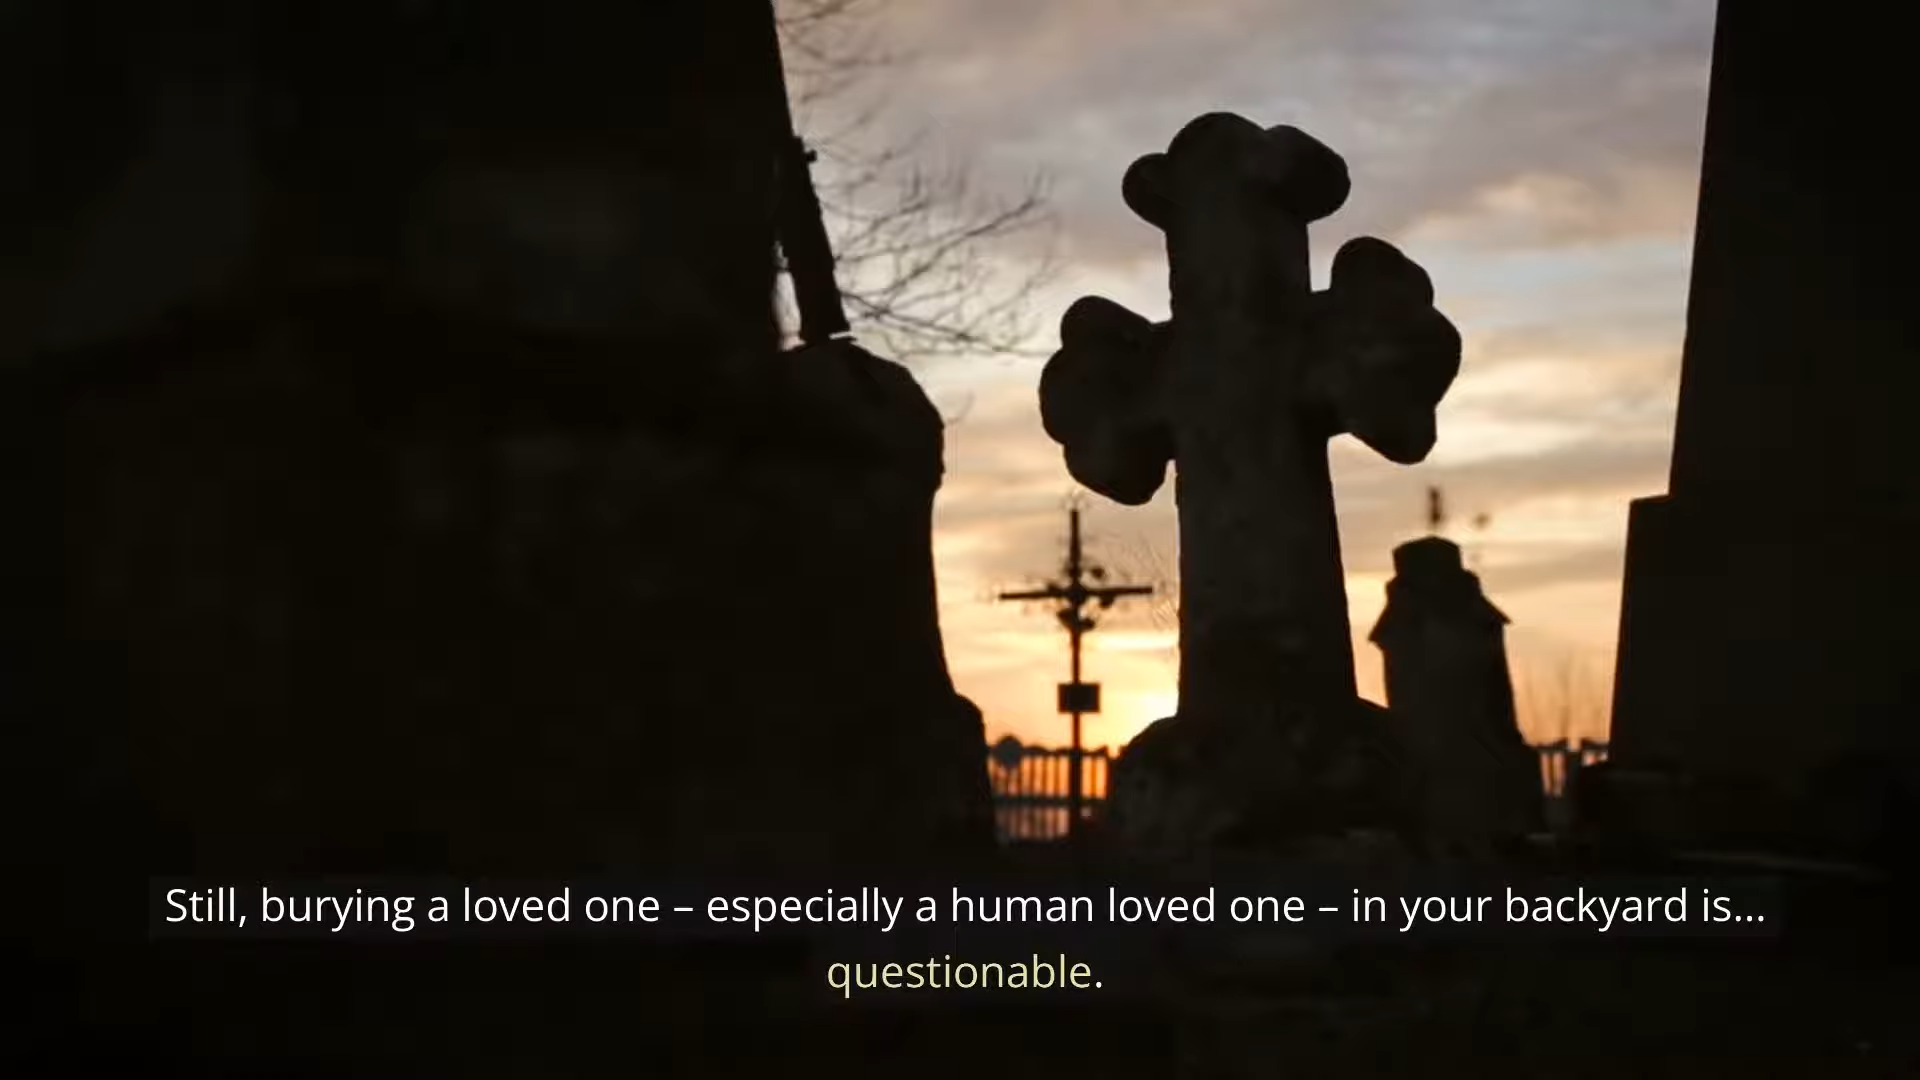 Still, burying a loved one – especially a human loved one – in your backyard is...
questionable.